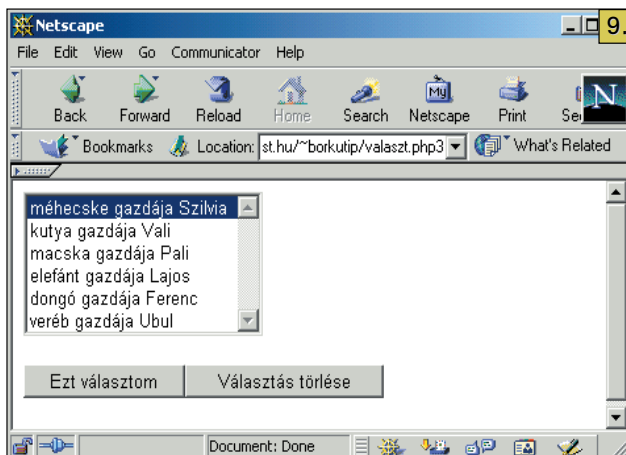 Netscape
9.
File Edit View Go Communicator Help
My N
Back Forward Reload Home Search Netscape Print
Bookmarks Location: st.hu/~borkutip/valaszt.php3 What's Related
méhecske gazdája Szilvia
kutya gazdája Vali
macska gazdája Pali
elefánt gazdája Lajos
dongó gazdája Ferenc
veréb gazdája Ubul
Ezt választom Választás törlése
Document: Done